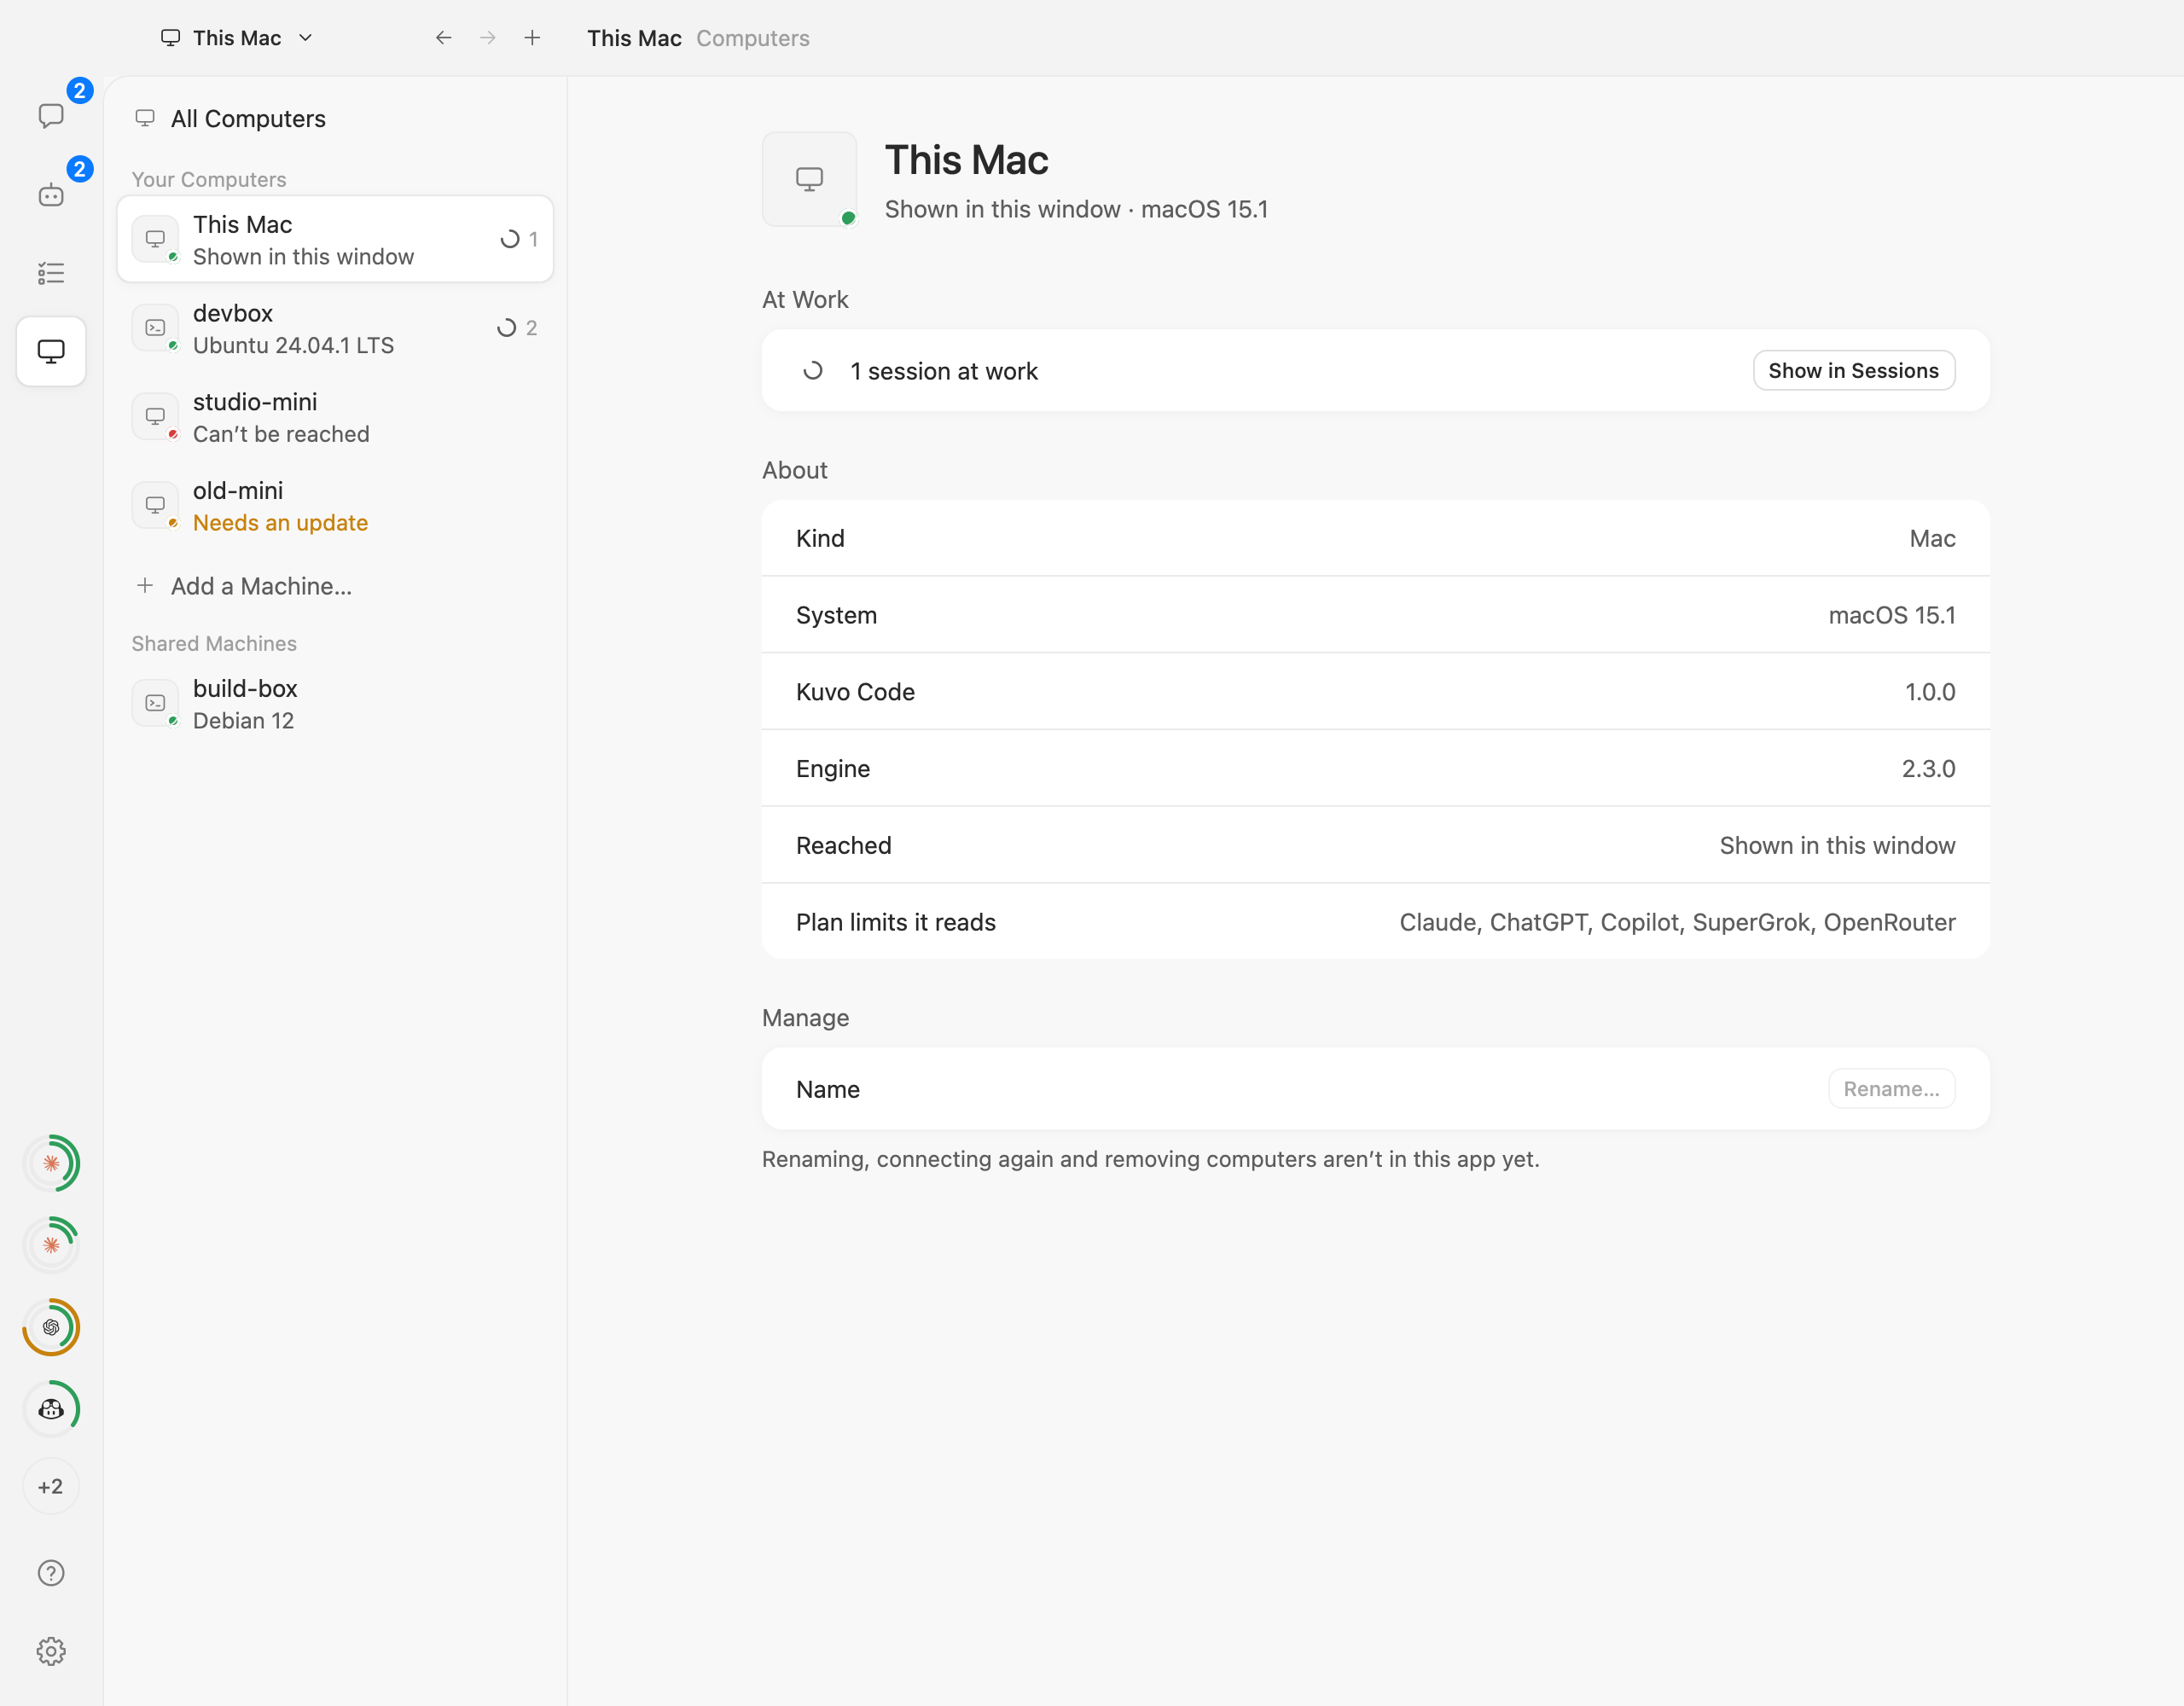 This Mac
This Mac Computers
2
2
All Computers
Your Computers
This Mac
Shown in this window
1
devbox
Ubuntu 24.04.1 LTS
2
studio-mini
Can’t be reached
old-mini
Needs an update
Add a Machine…
Shared Machines
build-box
Debian 12
+2
This Mac
Shown in this window · macOS 15.1
At Work
1 session at work
Show in Sessions
About
Kind
Mac
System
macOS 15.1
Kuvo Code
1.0.0
Engine
2.3.0
Reached
Shown in this window
Plan limits it reads
Claude, ChatGPT, Copilot, SuperGrok, OpenRouter
Manage
Name
Rename…
Renaming, connecting again and removing computers aren’t in this app yet.